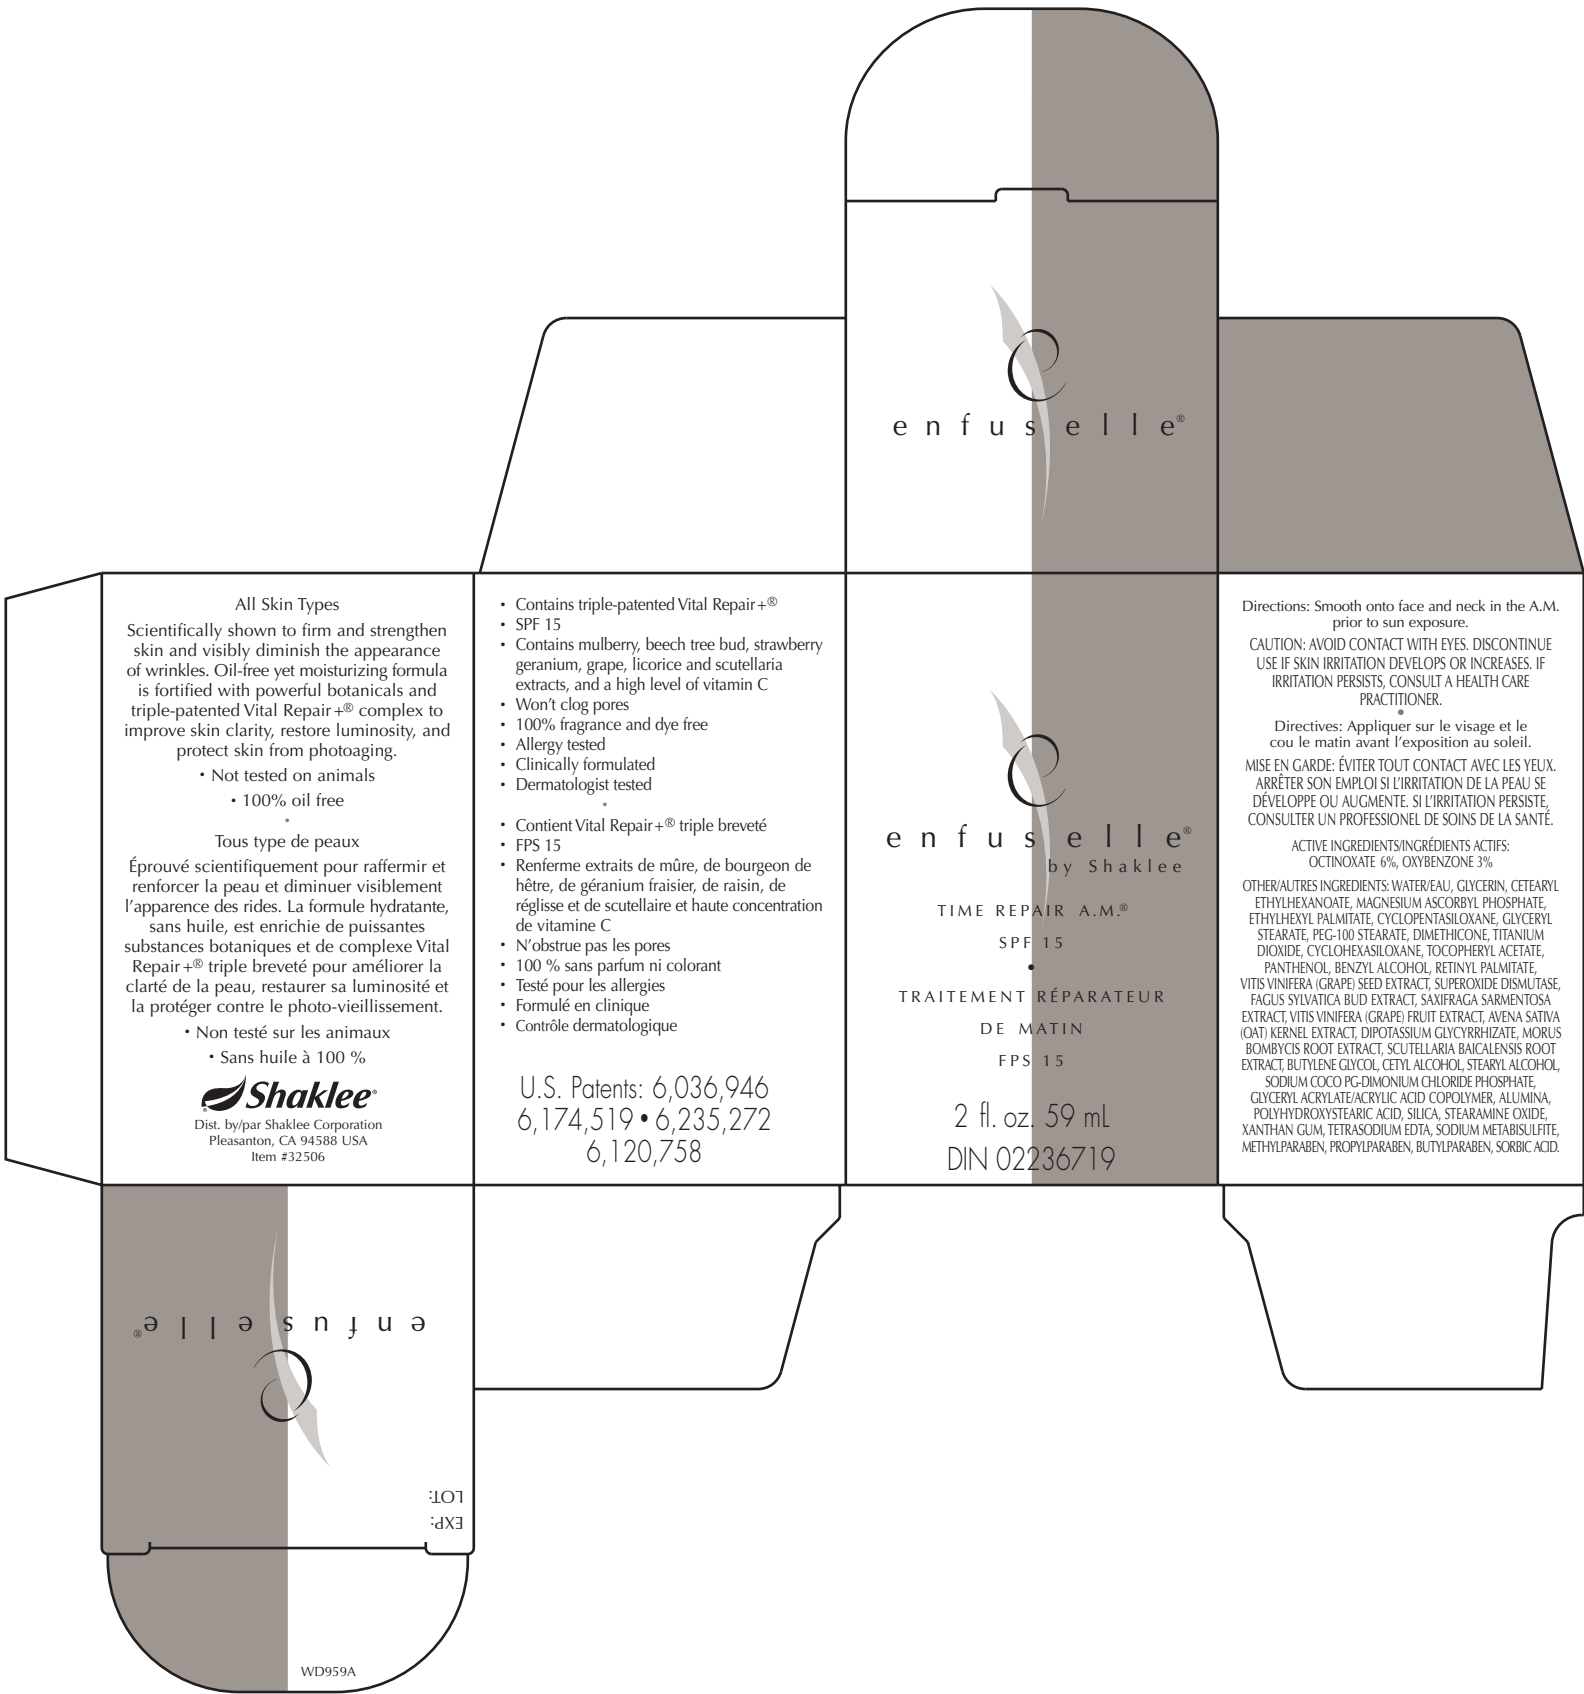 enfuselle®
All Skin Types
Scientifically shown to firm and strengthen
skin and visibly diminish the appearance
of wrinkles. Oil-free yet moisturizing formula
is fortified with powerful botanicals and
triple-patented Vital Repair+® complex to
improve skin clarity, restore luminosity, and
protect skin from photoaging.
• Not tested on animals
• 100% oil free
•
Tous type de peaux
Éprouvé scientifiquement pour raffermir et
renforcer la peau et diminuer visiblement
l'apparence des rides. La formule hydratante,
sans huile, est enrichie de puissantes
substances botaniques et de complexe Vital
Repair+® triple breveté pour améliorer la
clarté de la peau, restaurer sa luminosité et
la protéger contre le photo-vieillissement.
• Non testé sur les animaux
• Sans huile à 100 %
Shaklee®
Dist. by/par Shaklee Corporation
Pleasanton, CA 94588 USA
Item #32506
• Contains triple-patented Vital Repair+®
• SPF 15
• Contains mulberry, beech tree bud, strawberry
geranium, grape, licorice and scutellaria
extracts, and a high level of vitamin C
• Won't clog pores
• 100% fragrance and dye free
• Allergy tested
• Clinically formulated
• Dermatologist tested
•
• Contient Vital Repair+® triple breveté
• FPS 15
• Renferme extraits de mûre, de bourgeon de
hêtre, de géranium fraisier, de raisin, de
réglisse et de scutellaire et haute concentration
de vitamine C
• N'obstrue pas les pores
• 100 % sans parfum ni colorant
• Testé pour les allergies
• Formulé en clinique
• Contrôle dermatologique
U.S. Patents: 6,036,946
6,174,519 • 6,235,272
6,120,758
enfuselle®
by Shaklee
TIME REPAIR A.M.®
SPF 15
•
TRAITEMENT RÉPARATEUR
DE MATIN
FPS 15
2 fl. oz. 59 mL
DIN 02236719
Directions: Smooth onto face and neck in the A.M.
prior to sun exposure.
CAUTION: AVOID CONTACT WITH EYES. DISCONTINUE
USE IF SKIN IRRITATION DEVELOPS OR INCREASES. IF
IRRITATION PERSISTS, CONSULT A HEALTH CARE
PRACTITIONER.
•
Directives: Appliquer sur le visage et le
cou le matin avant l'exposition au soleil.
MISE EN GARDE: ÉVITER TOUT CONTACT AVEC LES YEUX.
ARRÊTER SON EMPLOI SI L'IRRITATION DE LA PEAU SE
DÉVELOPPE OU AUGMENTE. SI L'IRRITATION PERSISTE,
CONSULTER UN PROFESSIONEL DE SOINS DE LA SANTÉ.
ACTIVE INGREDIENTS/INGRÉDIENTS ACTIFS:
OCTINOXATE 6%, OXYBENZONE 3%
OTHER/AUTRES INGREDIENTS: WATER/EAU, GLYCERIN, CETEARYL
ETHYLHEXANOATE, MAGNESIUM ASCORBYL PHOSPHATE,
ETHYLHEXYL PALMITATE, CYCLOPENTASILOXANE, GLYCERYL
STEARATE, PEG-100 STEARATE, DIMETHICONE, TITANIUM
DIOXIDE, CYCLOHEXASILOXANE, TOCOPHERYL ACETATE,
PANTHENOL, BENZYL ALCOHOL, RETINYL PALMITATE,
VITIS VINIFERA (GRAPE) SEED EXTRACT, SUPEROXIDE DISMUTASE,
FAGUS SYLVATICA BUD EXTRACT, SAXIFRAGA SARMENTOSA
EXTRACT, VITIS VINIFERA (GRAPE) FRUIT EXTRACT, AVENA SATIVA
(OAT) KERNEL EXTRACT, DIPOTASSIUM GLYCYRRHIZATE, MORUS
BOMBYCIS ROOT EXTRACT, SCUTELLARIA BAICALENSIS ROOT
EXTRACT, BUTYLENE GLYCOL, CETYL ALCOHOL, STEARYL ALCOHOL,
SODIUM COCO PG-DIMONIUM CHLORIDE PHOSPHATE,
GLYCERYL ACRYLATE/ACRYLIC ACID COPOLYMER, ALUMINA,
POLYHYDROXYSTEARIC ACID, SILICA, STEARAMINE OXIDE,
XANTHAN GUM, TETRASODIUM EDTA, SODIUM METABISULFITE,
METHYLPARABEN, PROPYLPARABEN, BUTYLPARABEN, SORBIC ACID.
enfuselle®
EXP:
LOT:
WD959A